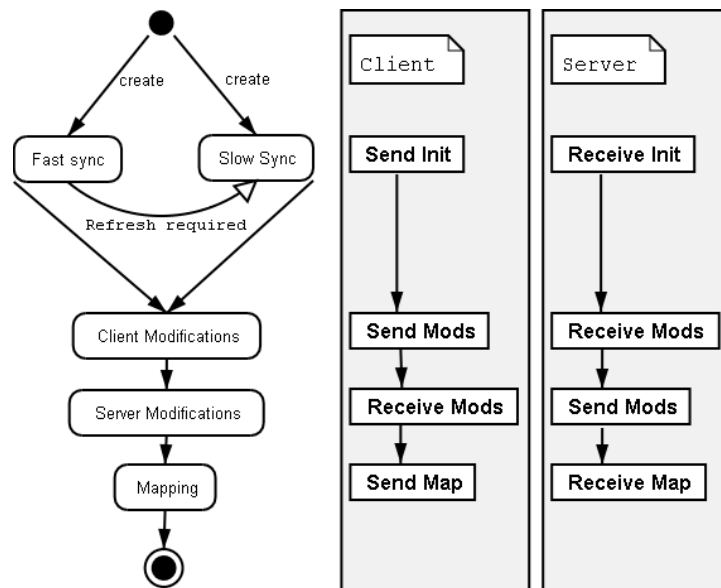 create
create
Fast sync
Slow Sync
Refresh required
Client Modifications
Server Modifications
Mapping
Client
Send Init
Send Mods
Receive Mods
Send Map
Server
Receive Init
Receive Mods
Send Mods
Receive Map